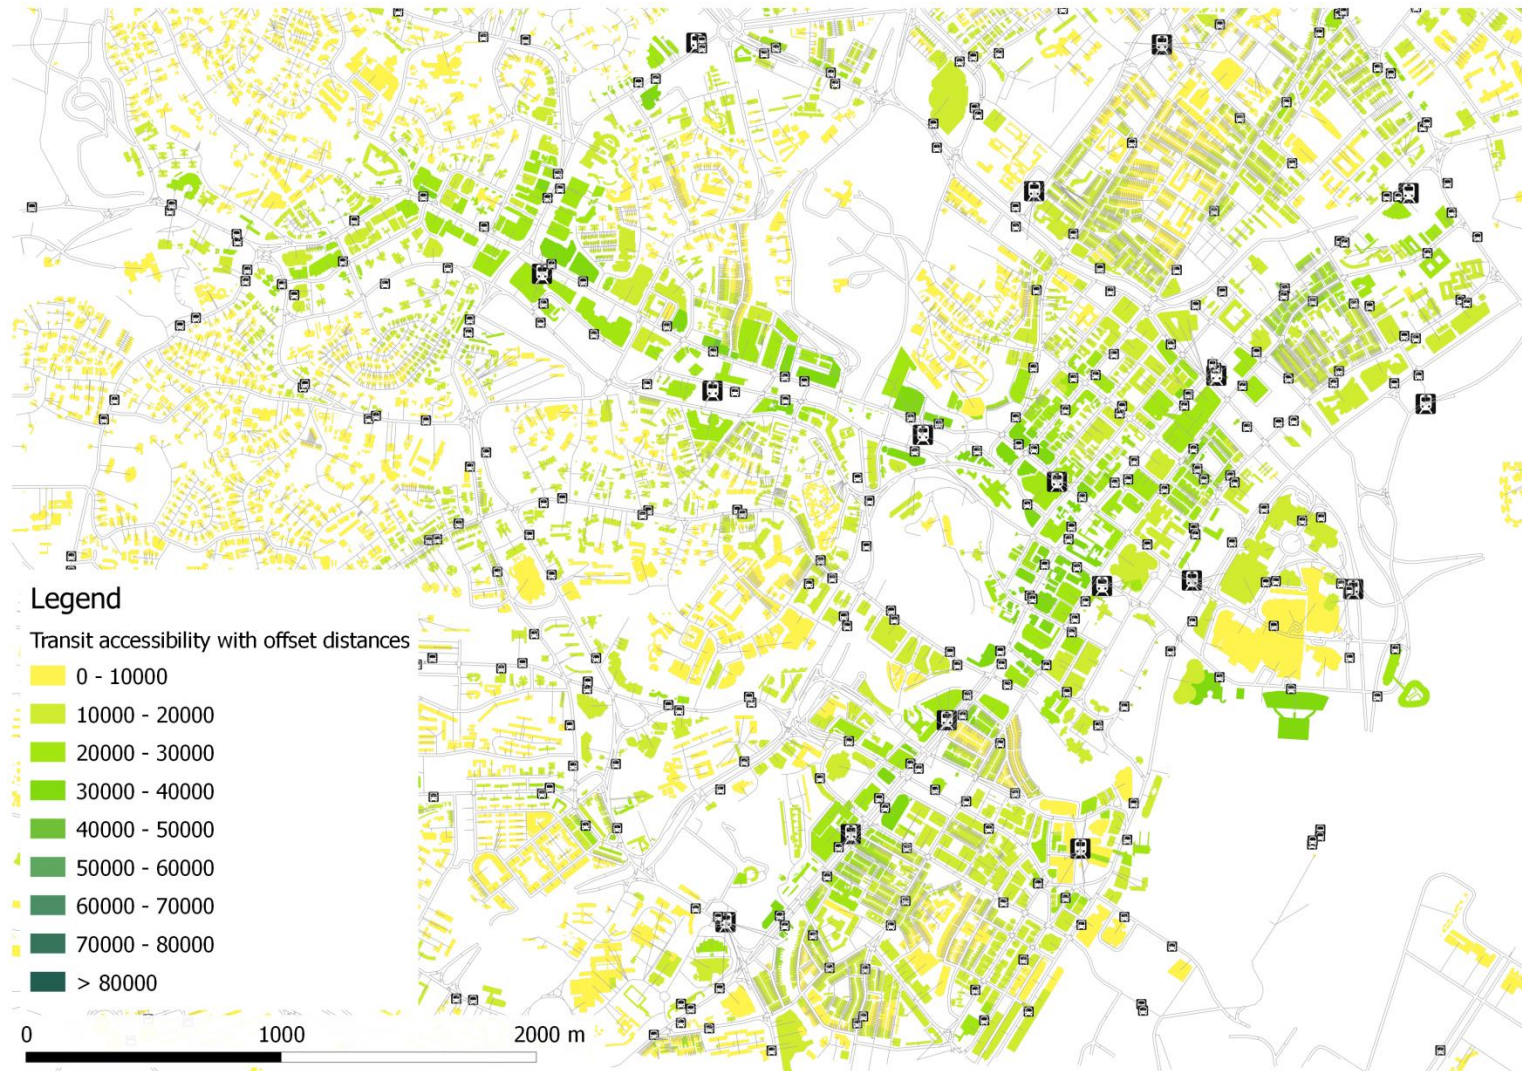 Legend
Transit accessibility with offset distances
0 - 10000
10000 - 20000
20000 - 30000
30000 - 40000
40000 - 50000
50000 - 60000
60000 - 70000
70000 - 80000
> 80000
0 1000 2000 m